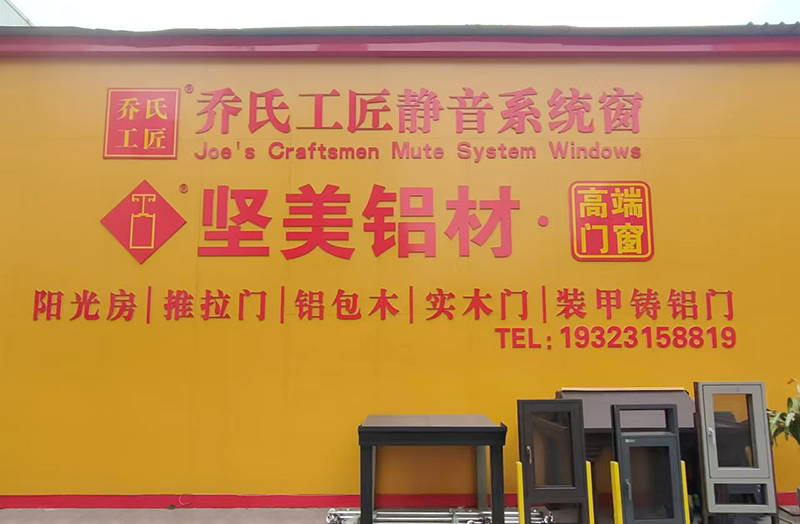 乔氏
工匠
®
乔氏工匠静音系统窗
Joe's Craftsmen Mute System Windows
®
坚美铝材·
高端
门窗
阳光房|推拉门|铝包木|实木门|装甲铸铝门
TEL: 19323158819